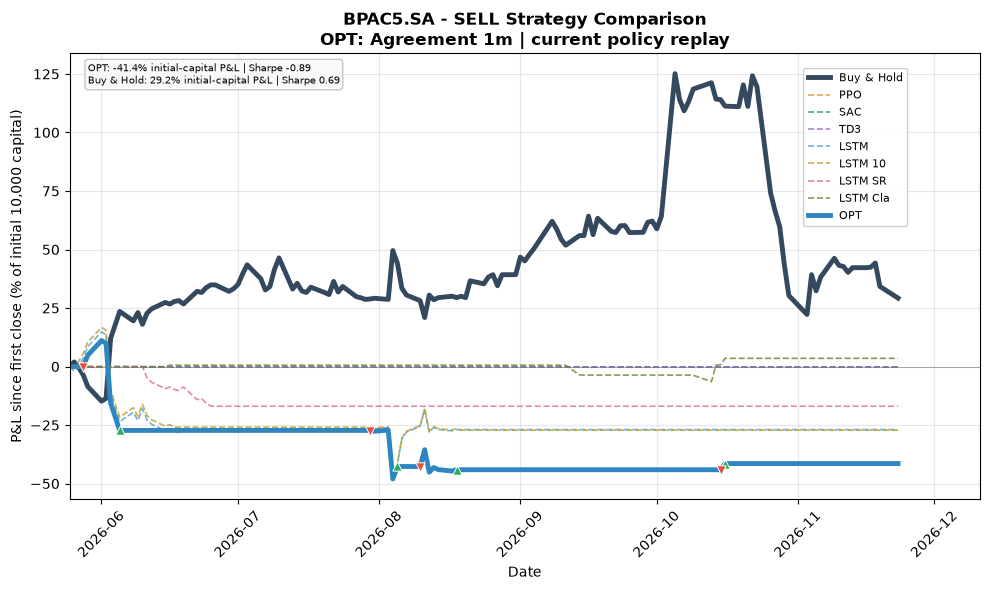 BPAC5.SA - SELL Strategy Comparison
OPT: Agreement 1m | current policy replay
OPT: -41.4% initial-capital P&L | Sharpe -0.89
Buy & Hold: 29.2% initial-capital P&L | Sharpe 0.69
Buy & Hold
PPO
SAC
TD3
LSTM
LSTM 10
LSTM SR
LSTM Cla
OPT
P&L since first close (% of initial 10,000 capital)
125
100
75
50
25
0
−25
−50
2026-06
2026-07
2026-08
2026-09
2026-10
2026-11
2026-12
Date